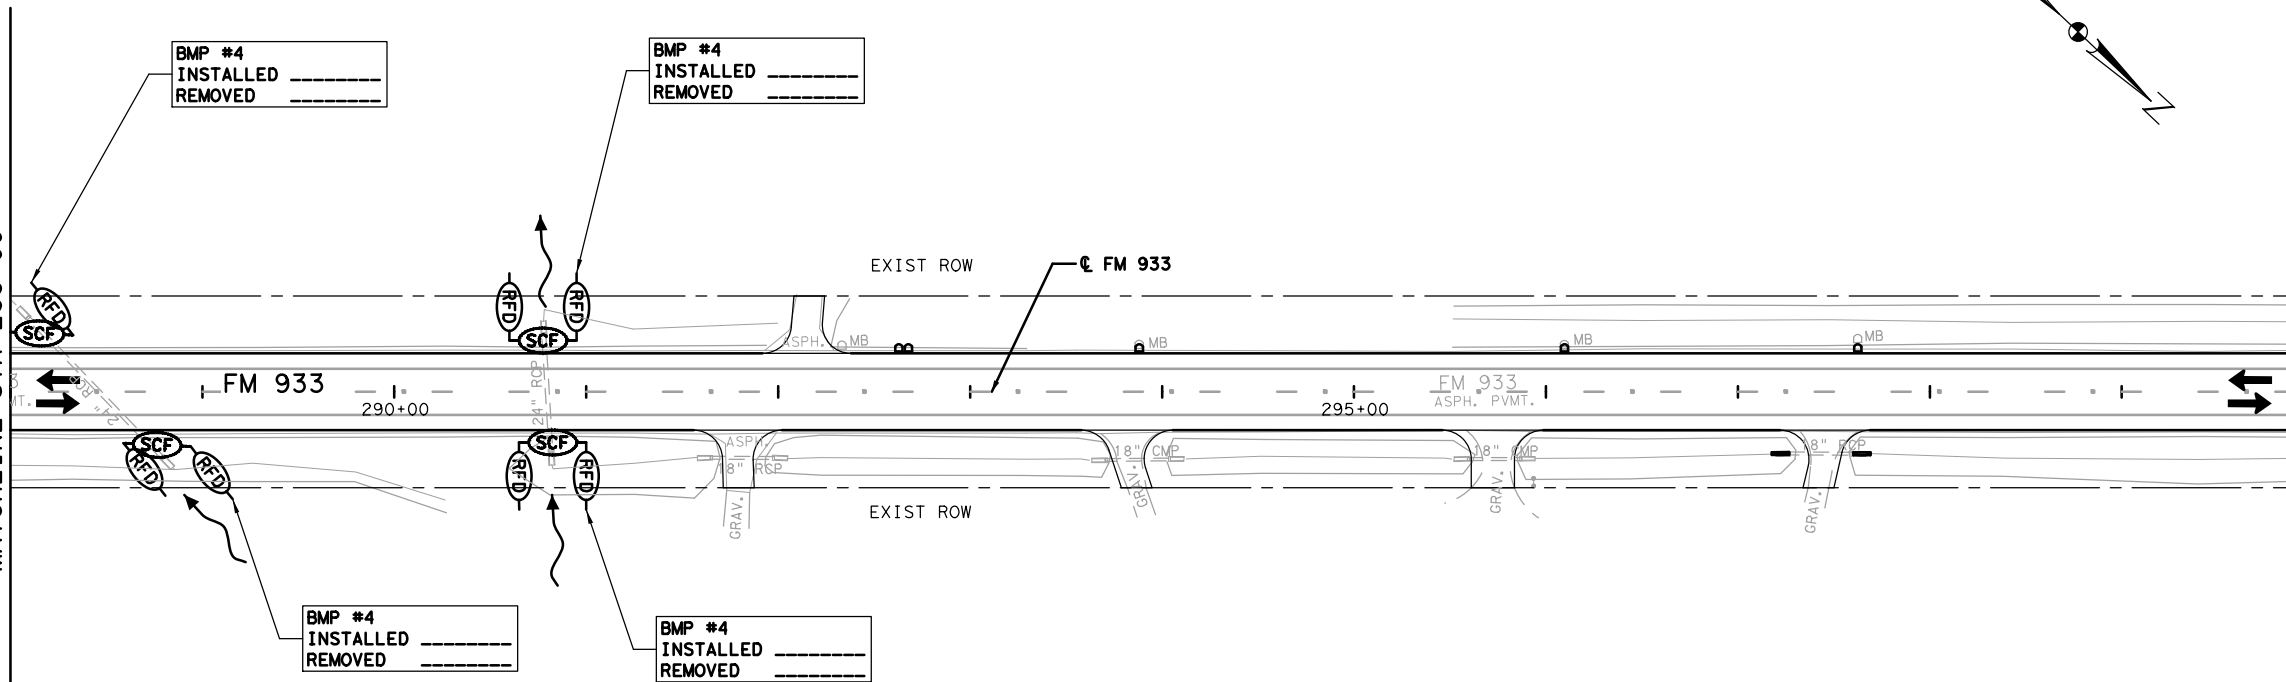 BMP #4
INSTALLED ________
REMOVED ________
BMP #4
INSTALLED ________
REMOVED ________
N
EXIST ROW
℄ FM 933
RFD
SCF
RFD
RFD
SCF
ASPH.
MB
MB
MB
MB
FM 933
24" RCP
24" RCP
290+00
295+00
FM 933
ASPH. PVMT.
MT.
SCF
RFD
RFD
SCF
RFD
RFD
ASPH.
18" RCP
GRAV.
18" CMP
GRAV.
18" CMP
GRAV.
18" RCP
GRAV.
EXIST ROW
BMP #4
INSTALLED ________
REMOVED ________
BMP #4
INSTALLED ________
REMOVED ________